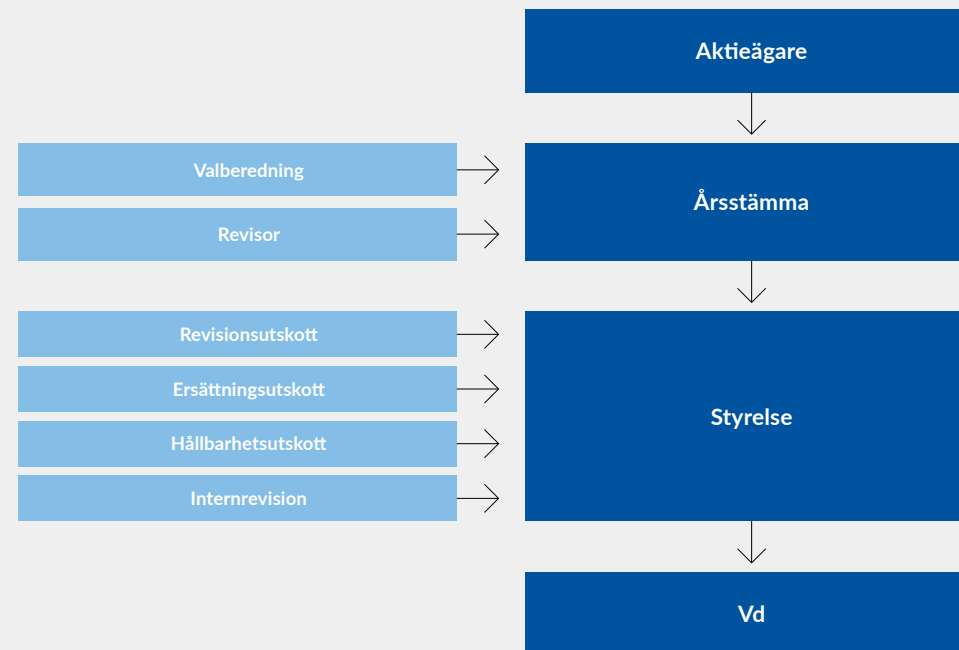 Aktieägare
Valberedning
Årsstämma
Revisor
Revisionsutskott
Ersättningsutskott
Styrelse
Hållbarhetsutskott
Internrevision
Vd